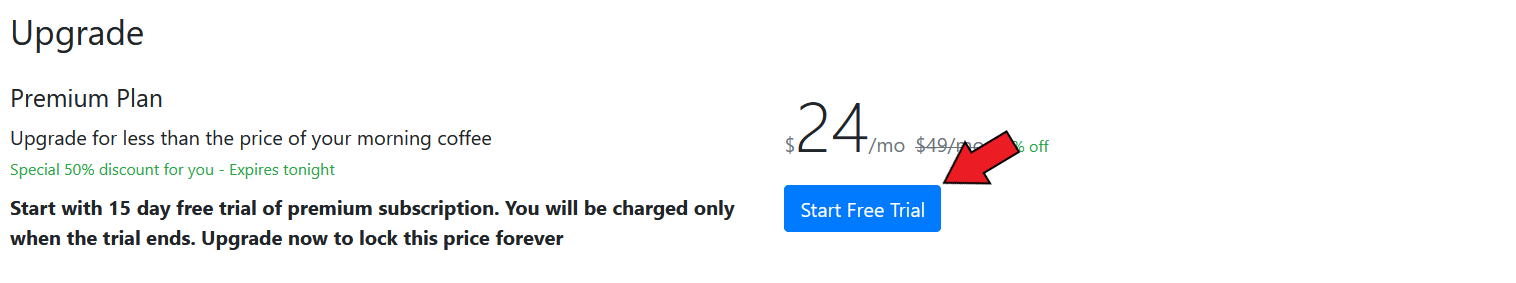 Upgrade
Premium Plan
Upgrade for less than the price of your morning coffee
Special 50% discount for you - Expires tonight
Start with 15 day free trial of premium subscription. You will be charged only
when the trial ends. Upgrade now to lock this price forever
$24/mo $49/mo % off
Start Free Trial